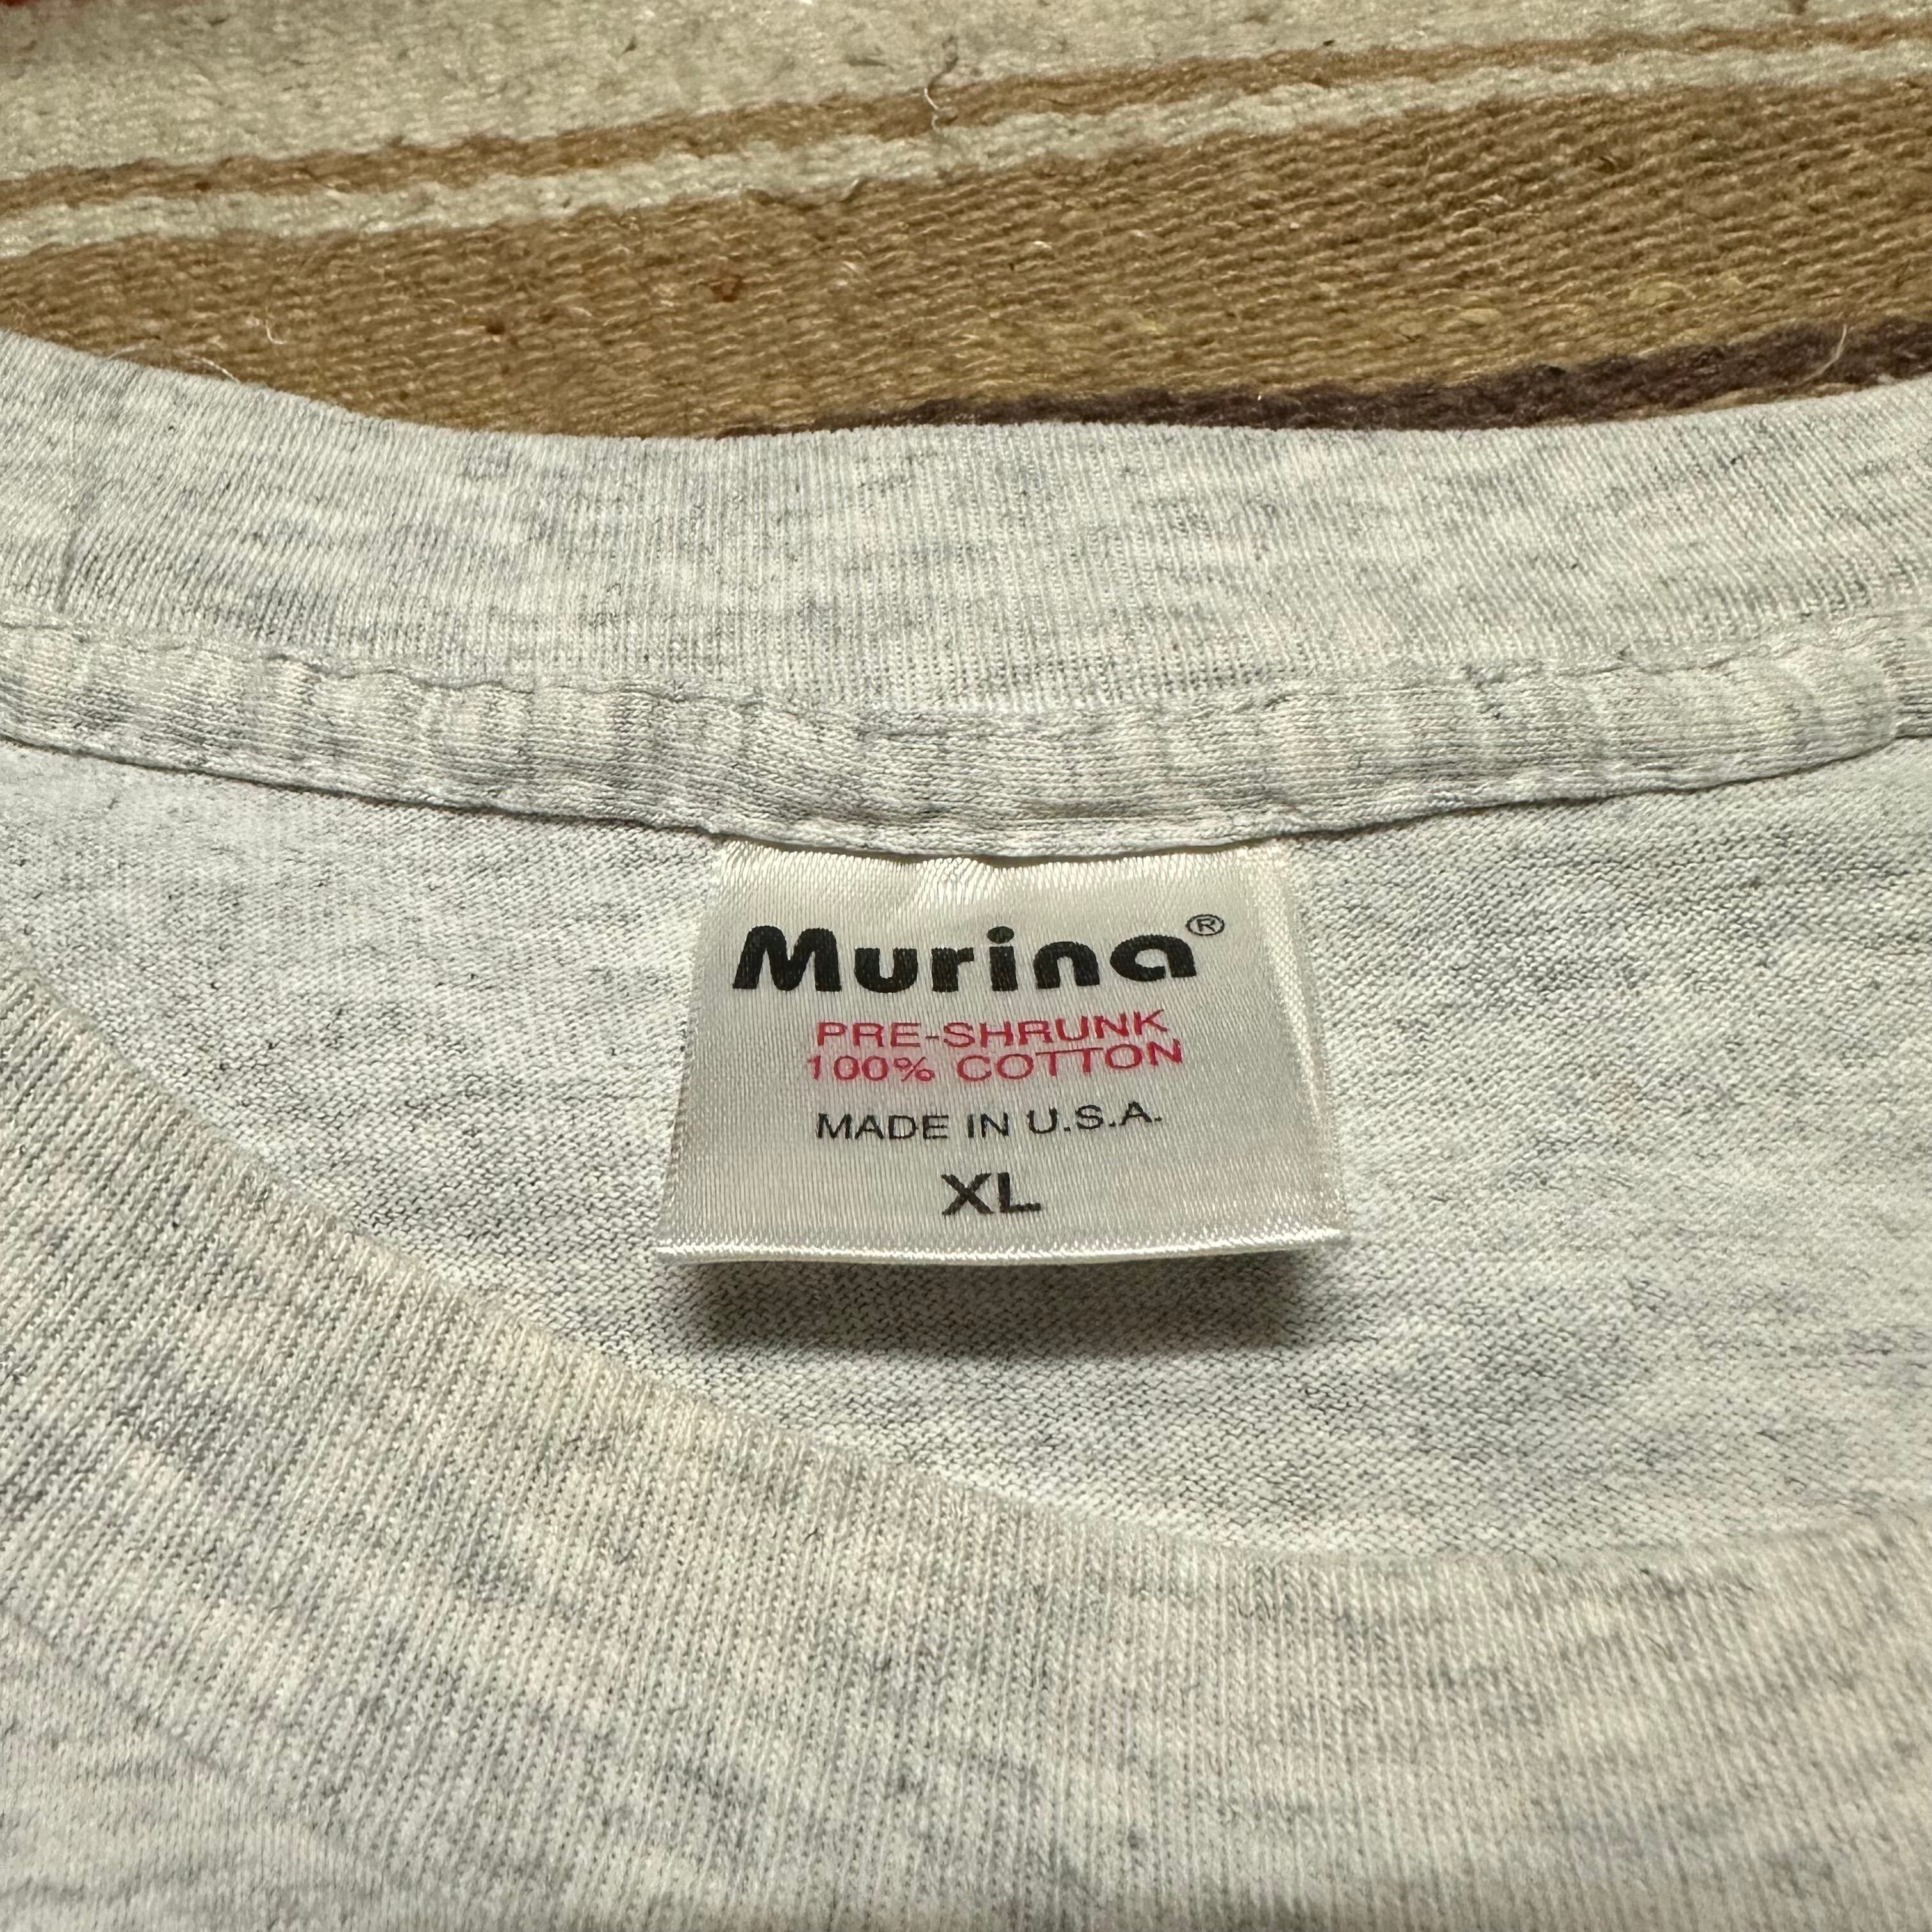 Murina®
PRE-SHRUNK
100% COTTON
MADE IN U.S.A.
XL